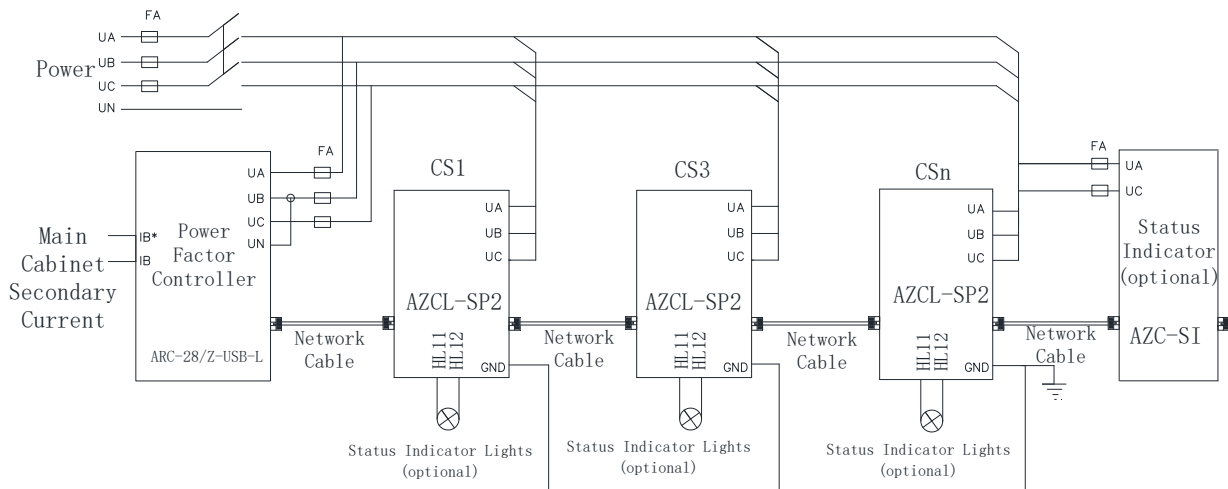 FA
UA
Power
UB
UC
UN
FA
UA
UB
UC
UN
Main
Cabinet
Secondary
Current
IB*
IB
Power
Factor
Controller
ARC-28/Z-USB-L
Network
Cable
CS1
UA
UB
UC
AZCL-SP2
HL11
HL12
GND
Status Indicator Lights
(optional)
Network
Cable
CS3
UA
UB
UC
AZCL-SP2
HL11
HL12
GND
Status Indicator Lights
(optional)
Network
Cable
CSn
UA
UB
UC
AZCL-SP2
HL11
HL12
GND
Status Indicator Lights
(optional)
Network
Cable
FA
UA
UC
Status
Indicator
(optional)
AZC-SI